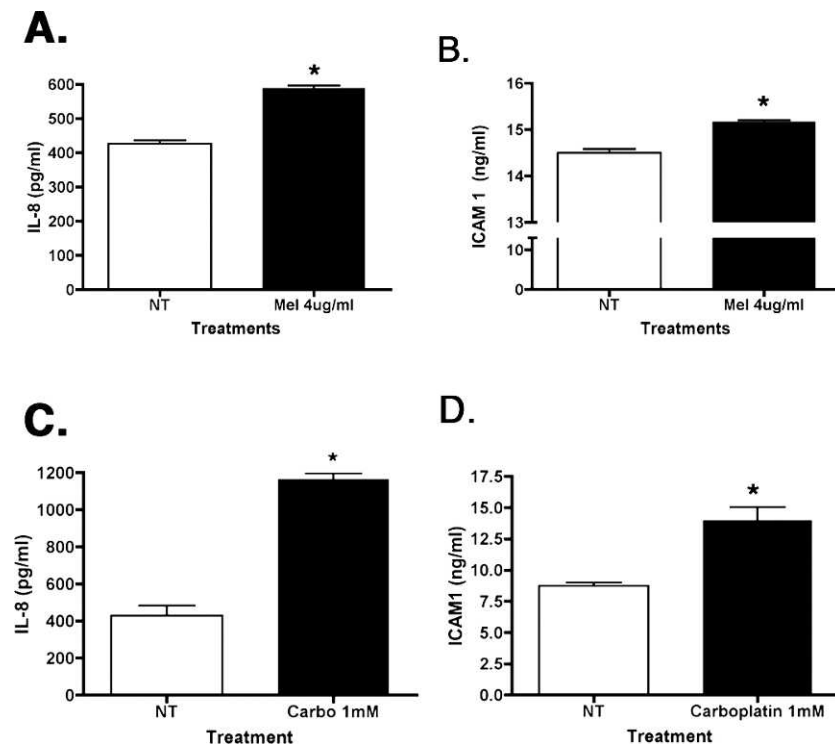 A.
600
500
400
300
200
100
0
IL-8 (pg/ml)
*
NT
Mel 4ug/ml
Treatments
B.
16
15
14
13
10
0
ICAM 1 (ng/ml)
*
NT
Mel 4ug/ml
Treatments
C.
1200
1000
800
600
400
200
0
IL-8 (pg/ml)
*
NT
Carbo 1mM
Treatment
D.
17.5
15.0
12.5
10.0
7.5
5.0
2.5
0.0
ICAM1 (ng/ml)
*
NT
Carboplatin 1mM
Treatment